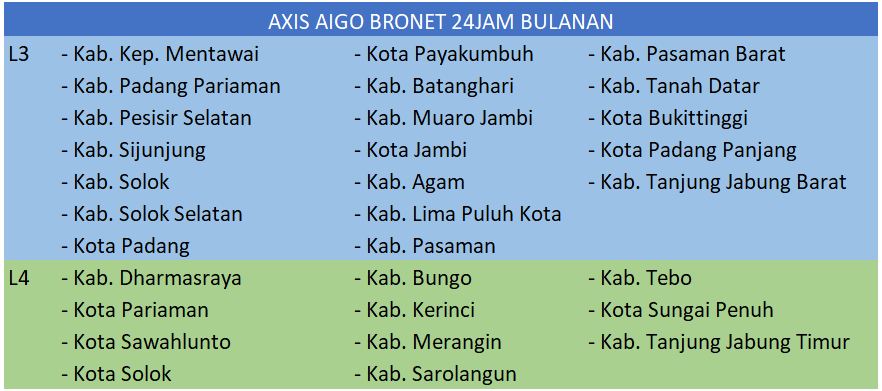 AXIS AIGO BRONET 24JAM BULANAN
L3 - Kab. Kep. Mentawai - Kota Payakumbuh - Kab. Pasaman Barat
- Kab. Padang Pariaman - Kab. Batanghari - Kab. Tanah Datar
- Kab. Pesisir Selatan - Kab. Muaro Jambi - Kota Bukittinggi
- Kab. Sijunjung - Kota Jambi - Kota Padang Panjang
- Kab. Solok - Kab. Agam - Kab. Tanjung Jabung Barat
- Kab. Solok Selatan - Kab. Lima Puluh Kota
- Kota Padang - Kab. Pasaman
L4 - Kab. Dharmasraya - Kab. Bungo - Kab. Tebo
- Kota Pariaman - Kab. Kerinci - Kota Sungai Penuh
- Kota Sawahlunto - Kab. Merangin - Kab. Tanjung Jabung Timur
- Kota Solok - Kab. Sarolangun